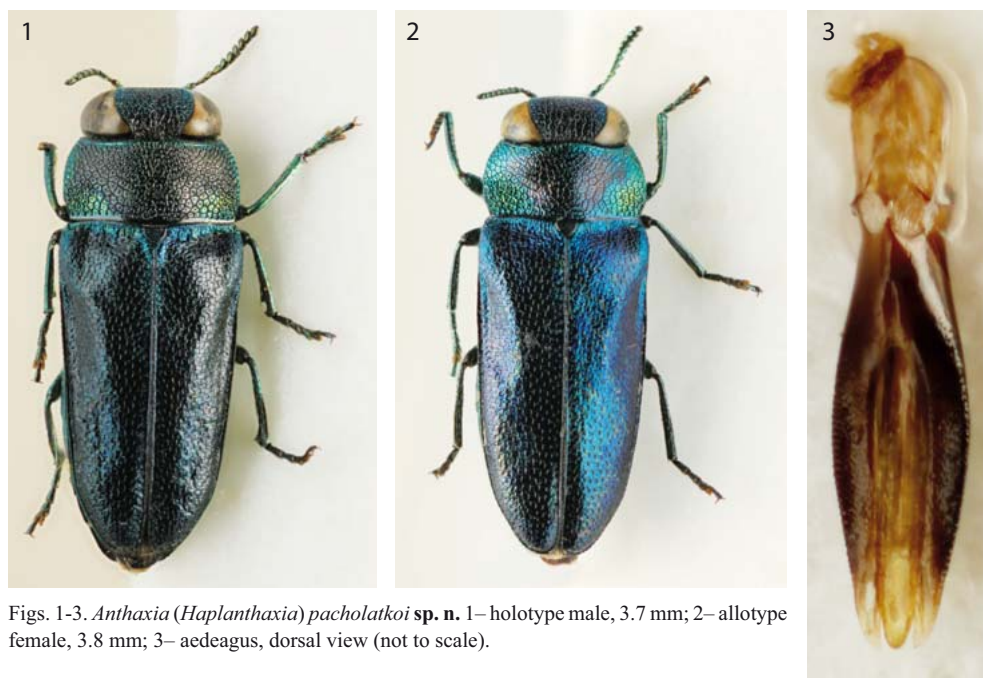 1
2
3
Figs. 1-3. Anthaxia (Haplanthaxia) pacholatkoi sp. n. 1– holotype male, 3.7 mm; 2– allotype
female, 3.8 mm; 3– aedeagus, dorsal view (not to scale).